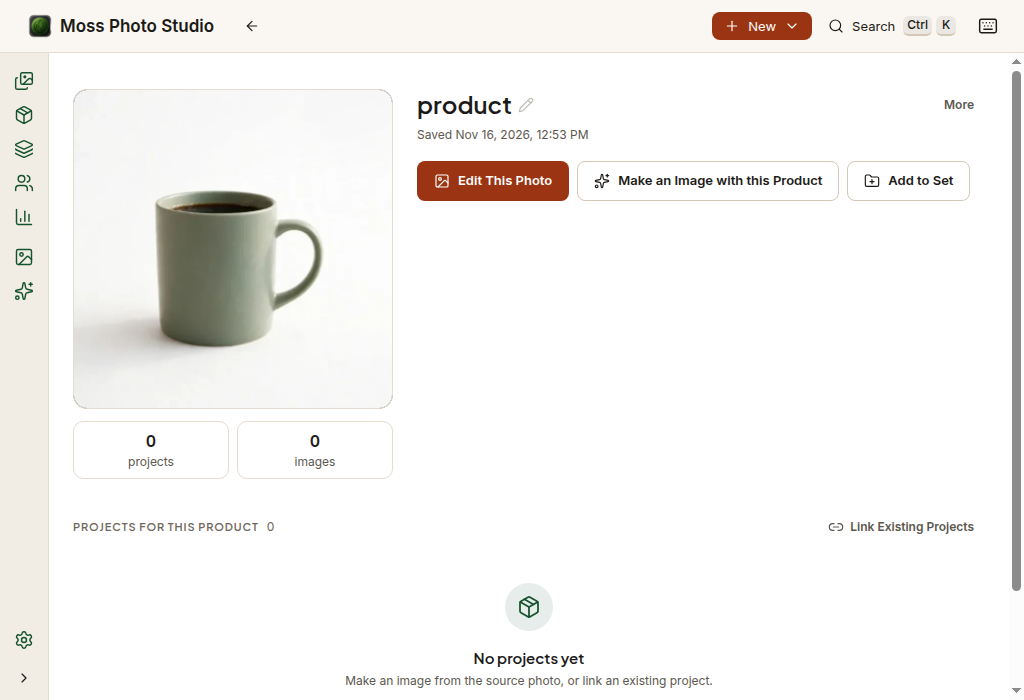 Moss Photo Studio
New
Search Ctrl K
product
More
Saved Nov 16, 2026, 12:53 PM
Edit This Photo
Make an Image with this Product
Add to Set
0
projects
0
images
PROJECTS FOR THIS PRODUCT 0
Link Existing Projects
No projects yet
Make an image from the source photo, or link an existing project.